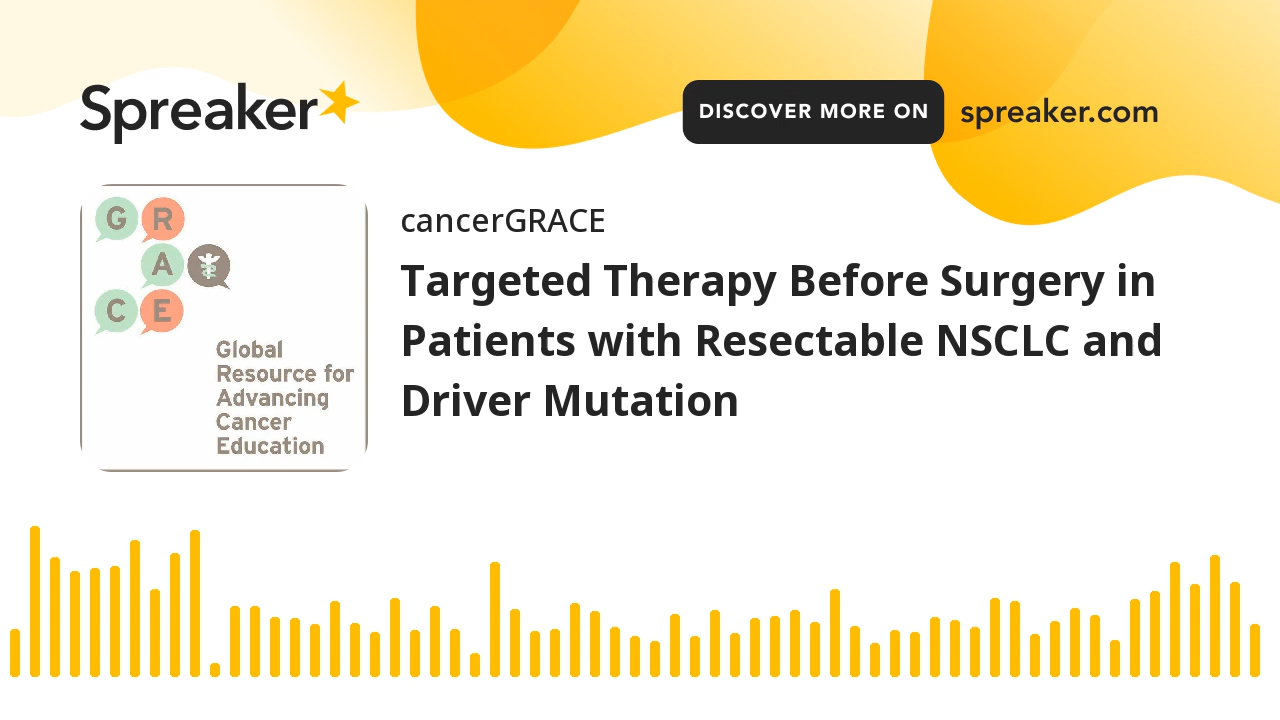 Spreaker
DISCOVER MORE ON
spreaker.com
G R
A
C E
Global
Resource for
Advancing
Cancer
Education
cancerGRACE
Targeted Therapy Before Surgery in
Patients with Resectable NSCLC and
Driver Mutation